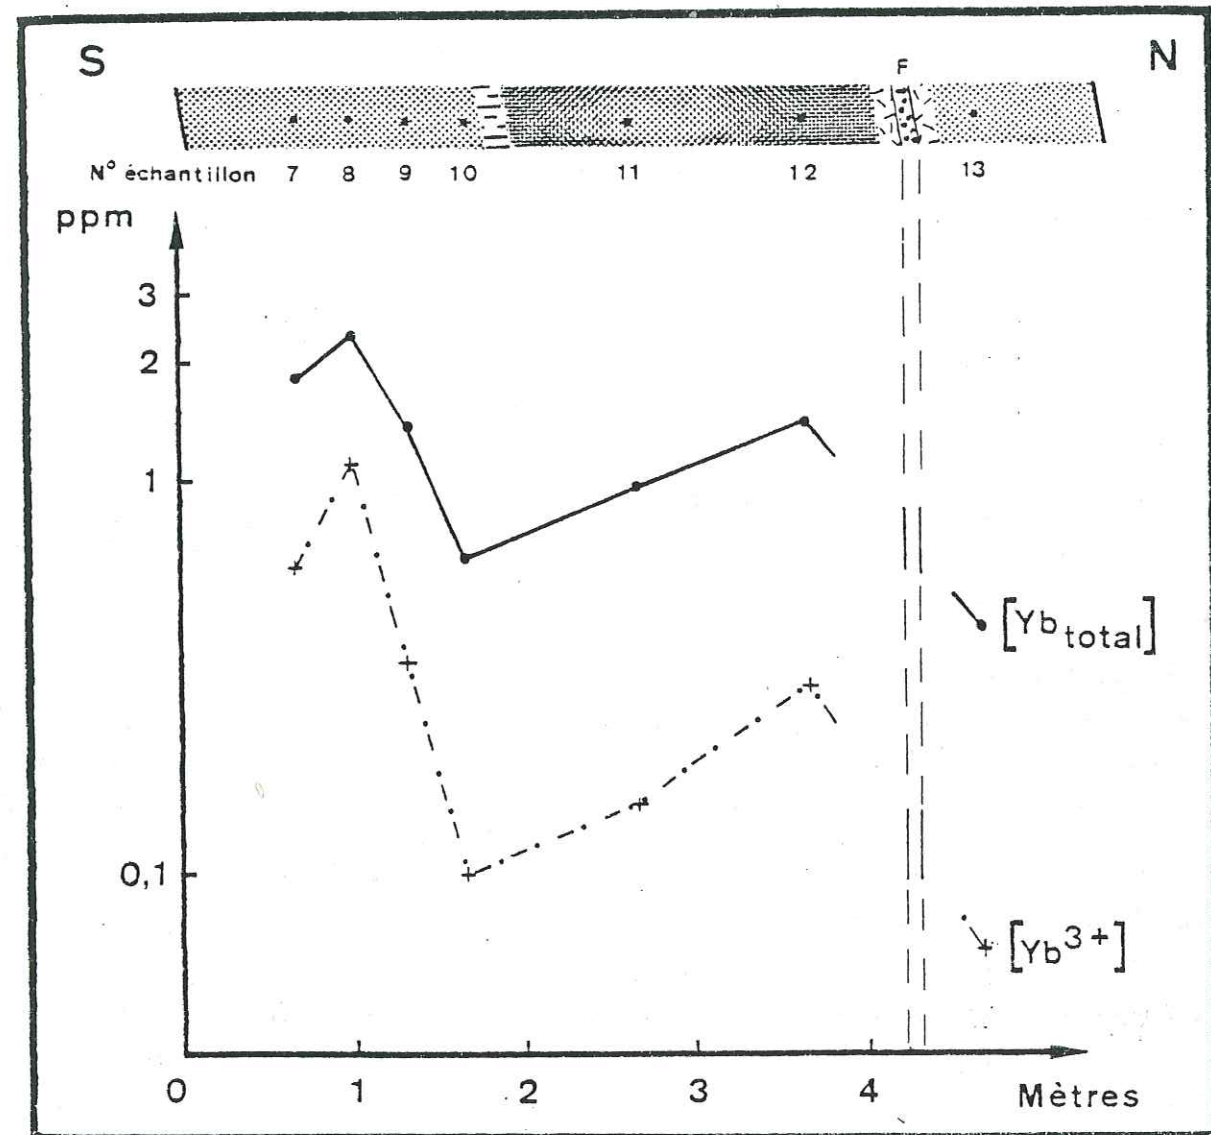 S N
F
N° échantillon 7 8 9 10 11 12 13
ppm
3
2
1
[Yb total]
0,1
[Yb3+]
0 1 2 3 4 Mètres